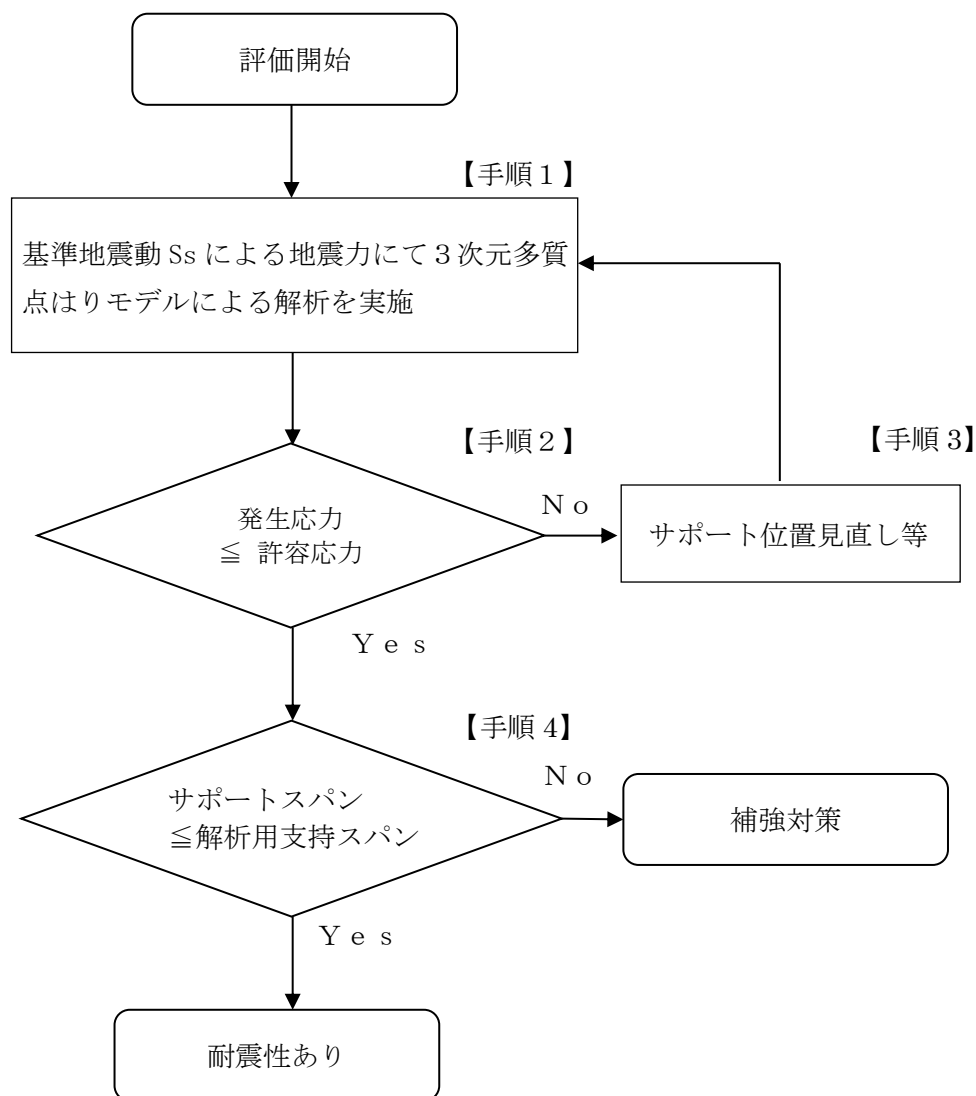 評価開始
【手順１】
基準地震動 Ss による地震力にて３次元多質
点はりモデルによる解析を実施
【手順２】
【手順 3】
発生応力
≦ 許容応力
Ｎｏ
サポート位置見直し等
Ｙｅｓ
【手順 4】
サポートスパン
≦解析用支持スパン
Ｎｏ
補強対策
Ｙｅｓ
耐震性あり